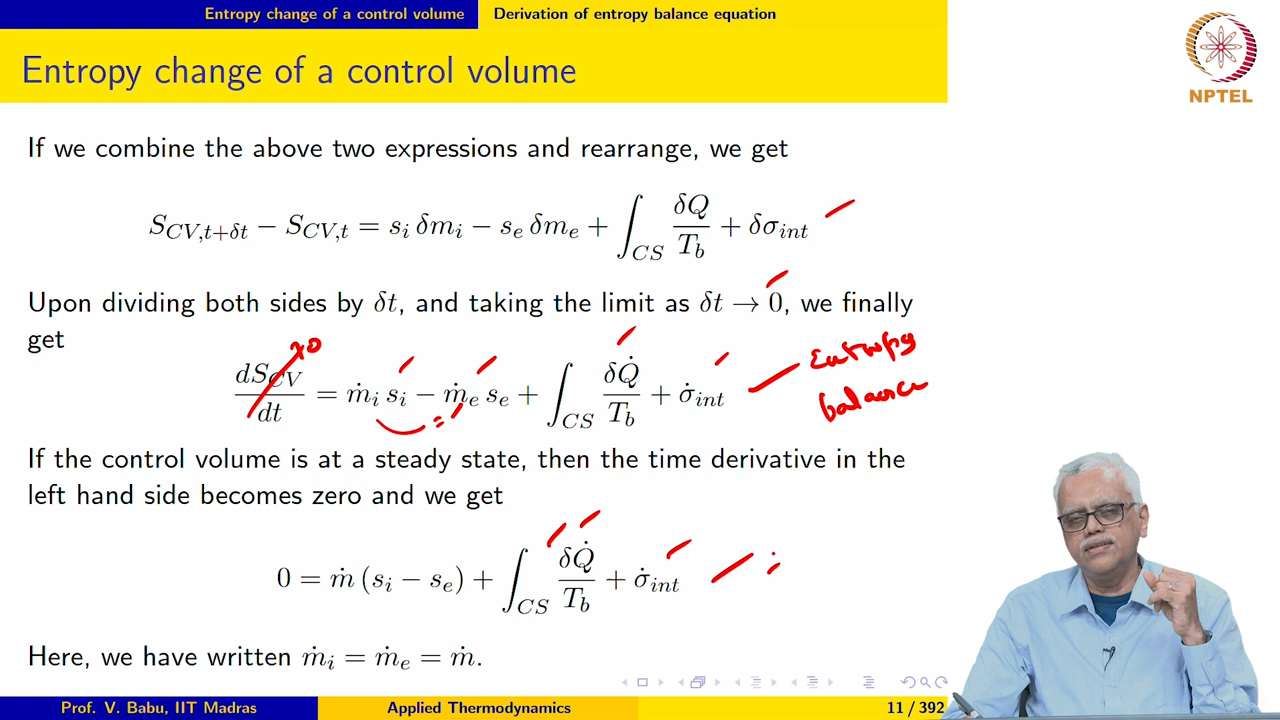 Entropy change of a control volume Derivation of entropy balance equation
Entropy change of a control volume
NPTEL
If we combine the above two expressions and rearrange, we get
S_{CV,t+δt} − S_{CV,t} = s_i δm_i − s_e δm_e + ∫_{CS} δQ/T_b + δσ_{int}
Upon dividing both sides by δt, and taking the limit as δt → 0, we finally
get
dS_{CV}/dt = ṁ_i s_i − ṁ_e s_e + ∫_{CS} δQ̇/T_b + σ̇_{int}
Entropy
balance
If the control volume is at a steady state, then the time derivative in the
left hand side becomes zero and we get
0 = ṁ (s_i − s_e) + ∫_{CS} δQ̇/T_b + σ̇_{int}
Here, we have written ṁ_i = ṁ_e = ṁ.
Prof. V. Babu, IIT Madras Applied Thermodynamics 11 / 392